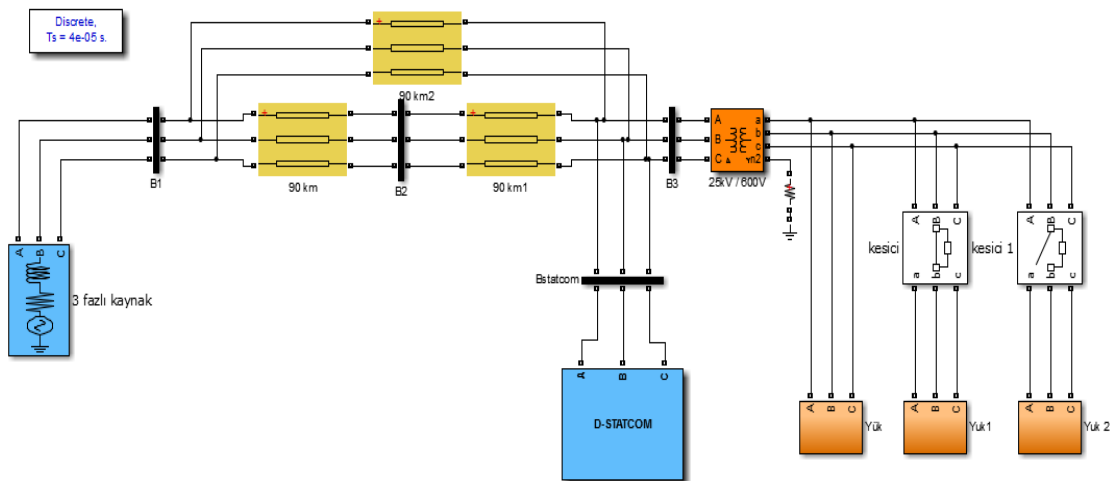 Discrete,
Ts = 4e-05 s.
90 km2
B1
90 km
B2
90 km1
B3
A
B
C
a
b
c
n2
25kV / 600V
A
B
C
3 fazlı kaynak
Bstatcom
A
B
C
D-STATCOM
kesici
A
B
C
a
b
c
kesici 1
A
B
C
a
b
c
A
B
C
Yük
A
B
C
Yuk1
A
B
C
Yuk 2